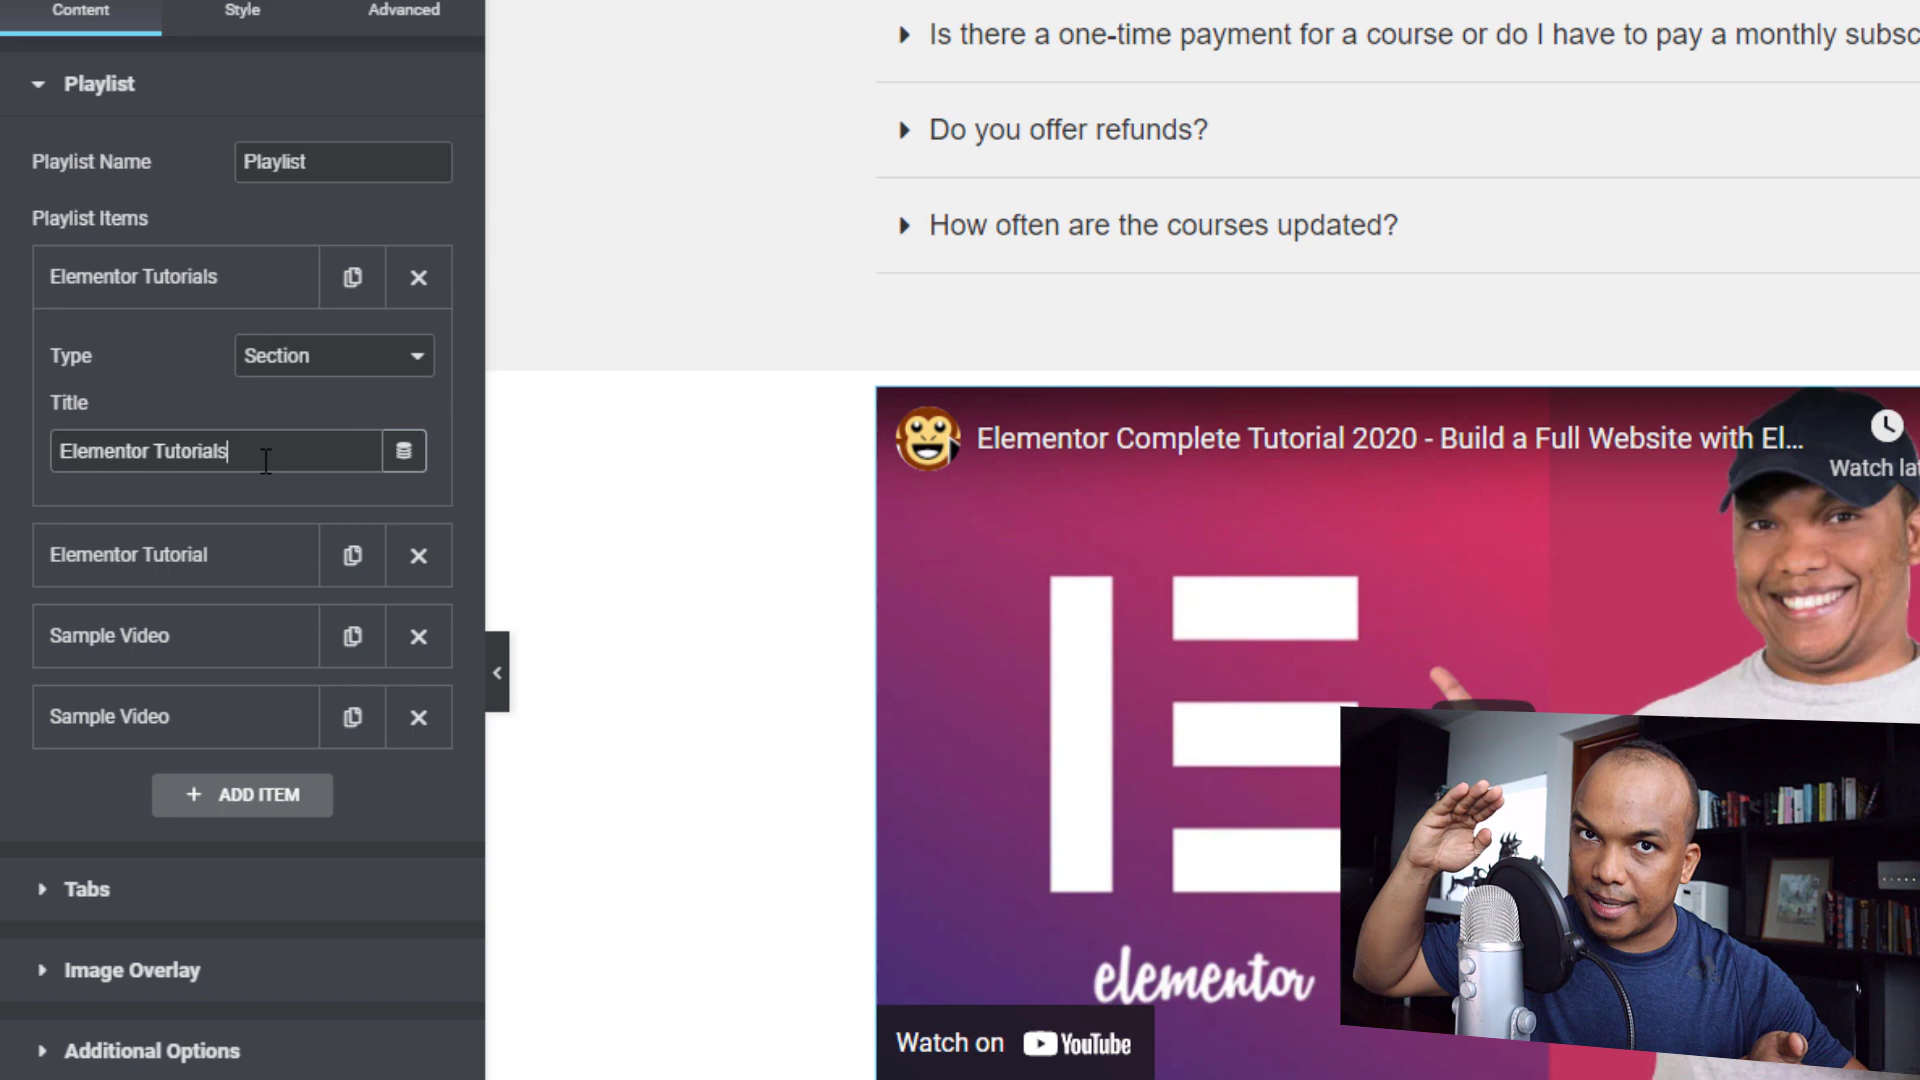 Content Style Advanced
Playlist
Playlist Name Playlist
Playlist Items
Elementor Tutorials
Type Section
Title
Elementor Tutorials
Elementor Tutorial
Sample Video
Sample Video
+ ADD ITEM
Tabs
Image Overlay
Additional Options
Is there a one-time payment for a course or do I have to pay a monthly subsc
Do you offer refunds?
How often are the courses updated?
Elementor Complete Tutorial 2020 - Build a Full Website with El...
Watch lat
elementor
Watch on YouTube